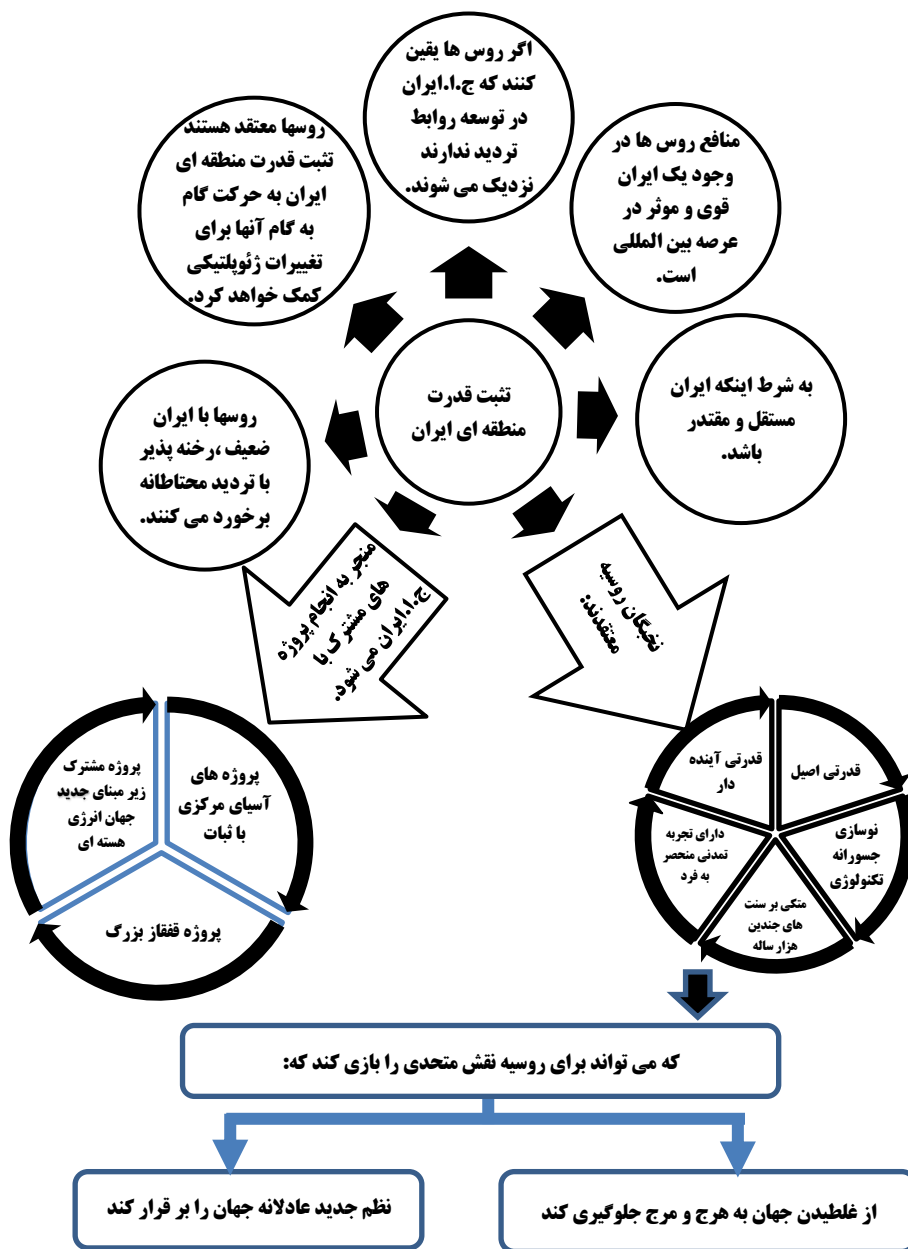 اگر روس ها یقین
کنند که ج.ا.ایران
در توسعه روابط
تردید ندارند
نزدیک می شوند.
منافع روس ها در
وجود یک ایران
قوی و موثر در
عرصه بین المللی
است.
روسها معتقد هستند
تثبت قدرت منطقه ای
ایران به حرکت گام
به گام آنها برای
تغییرات ژئوپلتیکی
کمک خواهد کرد.
به شرط اینکه ایران
مستقل و مقتدر
باشد.
تثبت قدرت
منطقه ای ایران
روسها با ایران
ضعیف ،رخنه پذیر
با تردید محتاطانه
برخورد می کنند.
نخبگان روسیه
معتقدند:
منجر به انجام پروژه
های مشترک با
ج.ا.ایران می شود.
قدرتی اصیل
نوسازی
جسورانه
تکنولوژی
متکی بر سنت
های جندین
هزار ساله
دارای تجربه
تمدنی منحصر
به فرد
قدرتی آینده
دار
پروژه های
آسیای مرکزی
با ثبات
پروژه قفقاز بزرگ
پروژه مشترک
زیر مبنای جدید
جهان انرژی
هسته ای
که می تواند برای روسیه نقش متحدی را بازی کند که:
از غلطیدن جهان به هرج و مرج جلوگیری کند
نظم جدید عادلانه جهان را بر قرار کند